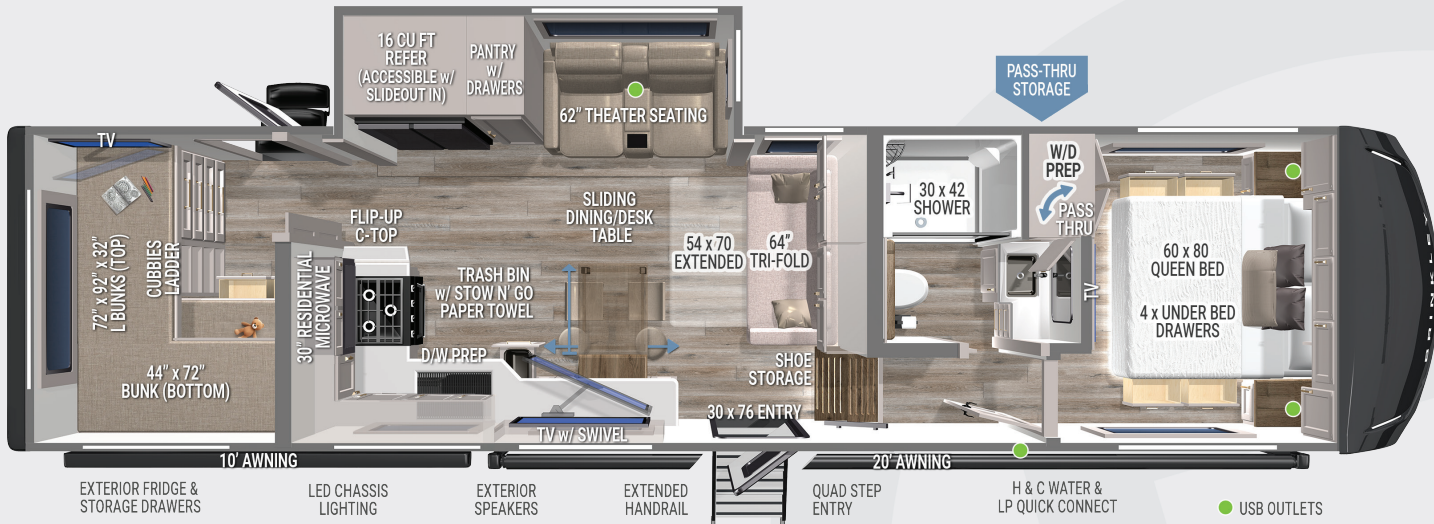 16 CU FT
REFER
(ACCESSIBLE w/
SLIDEOUT IN)
PANTRY
w/
DRAWERS
62" THEATER SEATING
PASS-THRU
STORAGE
TV
72" x 92" x 32"
L BUNKS (TOP)
CUBBIES
LADDER
44" x 72"
BUNK (BOTTOM)
FLIP-UP
C-TOP
30" RESIDENTIAL
MICROWAVE
TRASH BIN
w/ STOW N' GO
PAPER TOWEL
D/W PREP
SLIDING
DINING/DESK
TABLE
54 x 70
EXTENDED
64"
TRI-FOLD
SHOE
STORAGE
30 x 76 ENTRY
TV w/ SWIVEL
30 x 42
SHOWER
W/D
PREP
PASS
THRU
TV
60 x 80
QUEEN BED
4 x UNDER BED
DRAWERS
BRINKLEY
10' AWNING
20' AWNING
EXTERIOR FRIDGE &
STORAGE DRAWERS
LED CHASSIS
LIGHTING
EXTERIOR
SPEAKERS
EXTENDED
HANDRAIL
QUAD STEP
ENTRY
H & C WATER &
LP QUICK CONNECT
USB OUTLETS